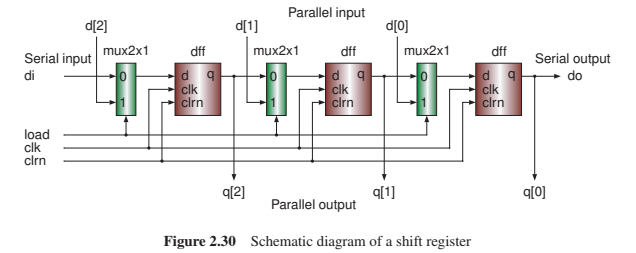 Parallel input
d[2] d[1] d[0]
Serial input mux2x1 dff mux2x1 dff mux2x1 dff Serial output
di 0 d q 0 d q 0 d q do
clk clk clk
1 clrn 1 clrn 1 clrn
load
clk
clrn
q[2] q[1] q[0]
Parallel output
Figure 2.30 Schematic diagram of a shift register